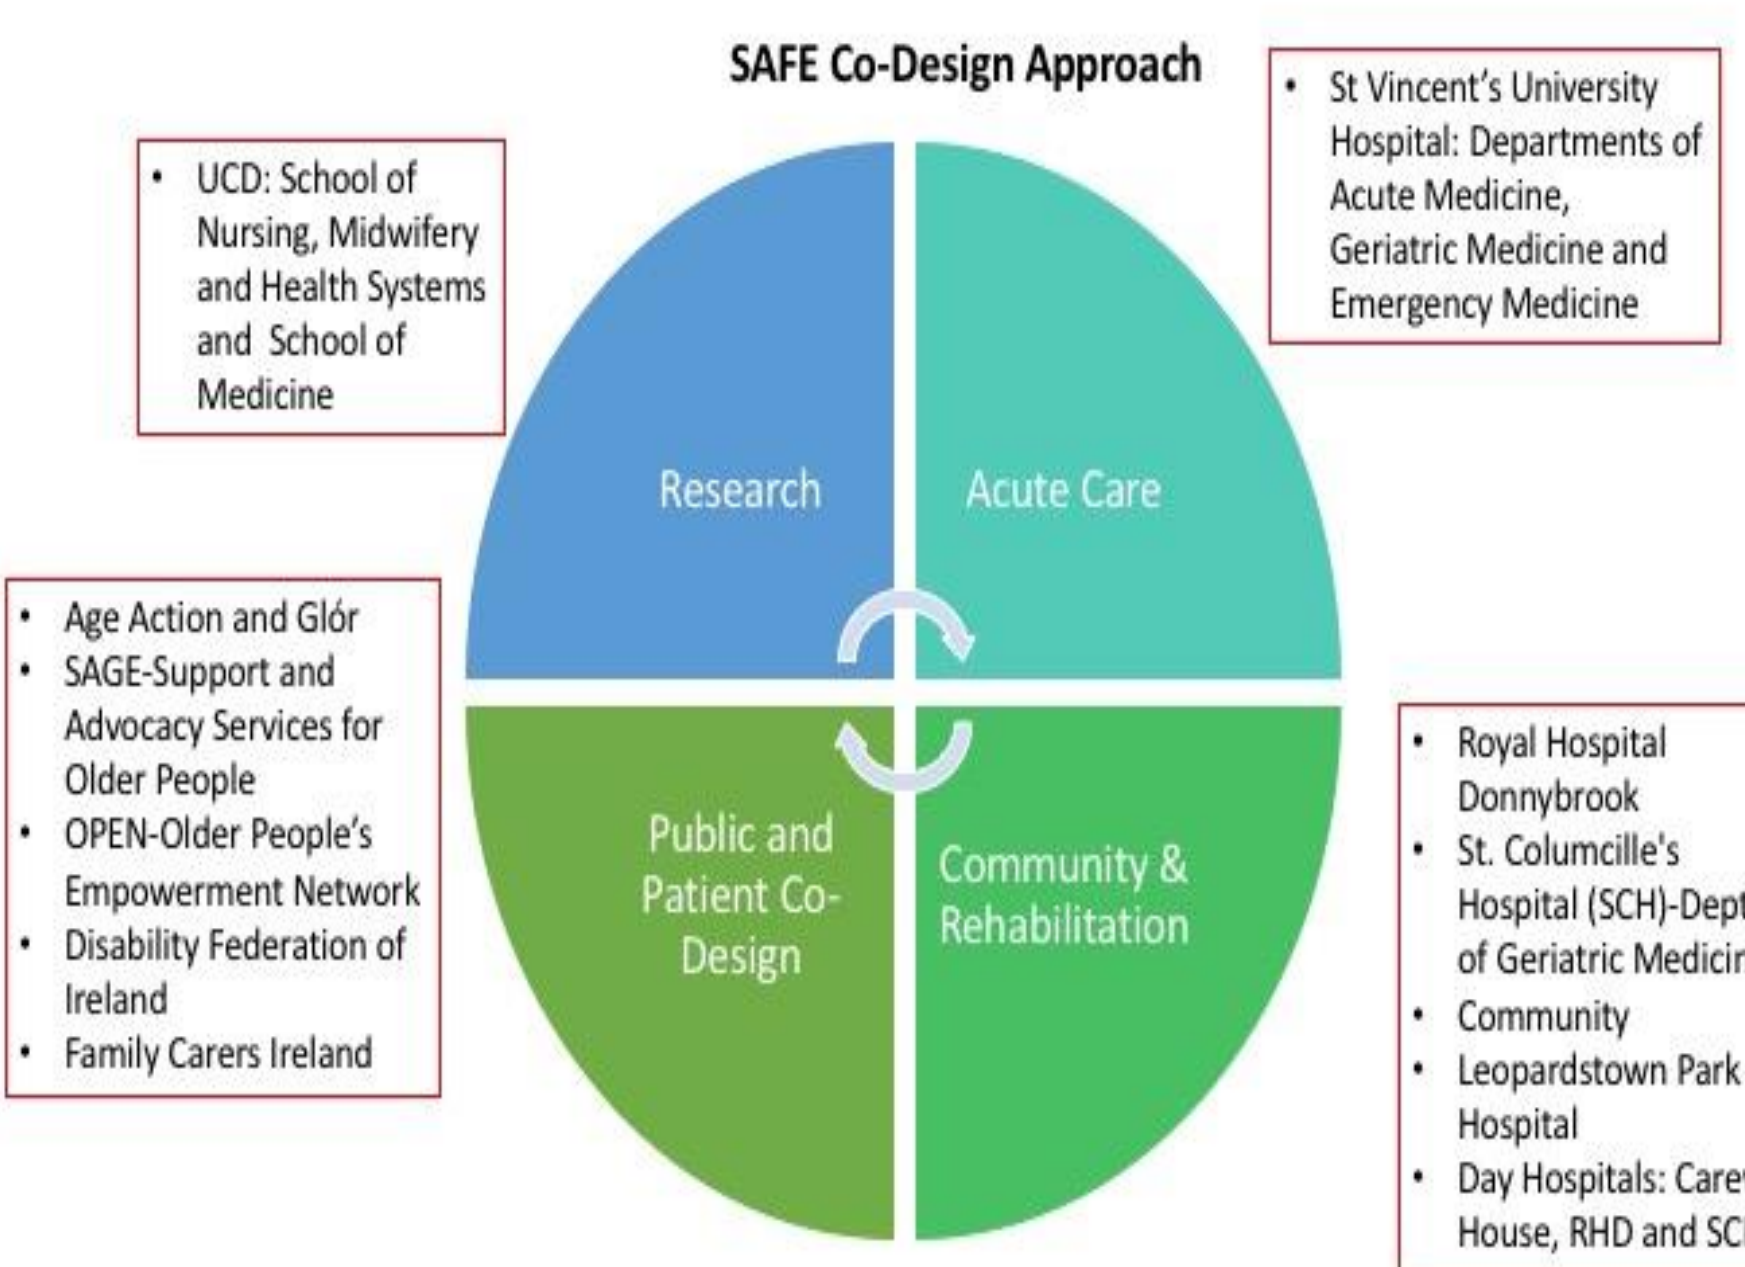 SAFE Co-Design Approach
• UCD: School of
Nursing, Midwifery
and Health Systems
and School of
Medicine
• St Vincent's University
Hospital: Departments of
Acute Medicine,
Geriatric Medicine and
Emergency Medicine
Research
Acute Care
Public and
Patient Co-
Design
Community &
Rehabilitation
• Age Action and Glór
• SAGE-Support and
Advocacy Services for
Older People
• OPEN-Older People's
Empowerment Network
• Disability Federation of
Ireland
• Family Carers Ireland
• Royal Hospital
Donnybrook
• St. Columcille's
Hospital (SCH)-Dept
of Geriatric
• Community
• Leopardstown Park
Hospital
• Day Hospitals:
House, RHD and